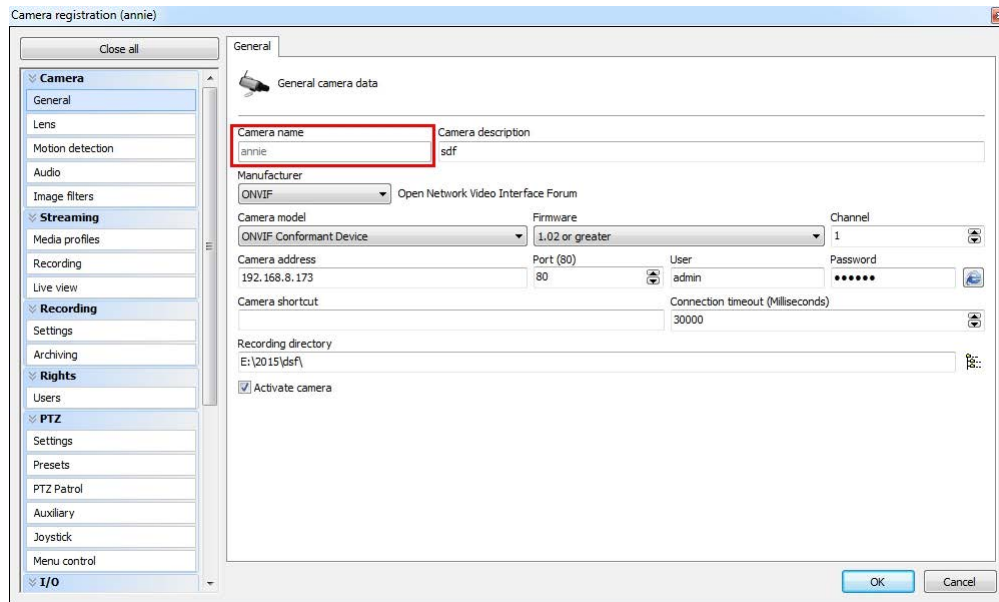 Camera registration (annie)
Close all
Camera
General
Lens
Motion detection
Audio
Image filters
Streaming
Media profiles
Recording
Live view
Recording
Settings
Archiving
Rights
Users
PTZ
Settings
Presets
PTZ Patrol
Auxiliary
Joystick
Menu control
I/O
General
General camera data
Camera name Camera description
annie sdf
Manufacturer
ONVIF Open Network Video Interface Forum
Camera model Firmware Channel
ONVIF Conformant Device 1.02 or greater 1
Camera address Port (80) User Password
192.168.8.173 80 admin ●●●●●●
Camera shortcut Connection timeout (Milliseconds)
30000
Recording directory
E:\2015\dsf\
Activate camera
OK Cancel